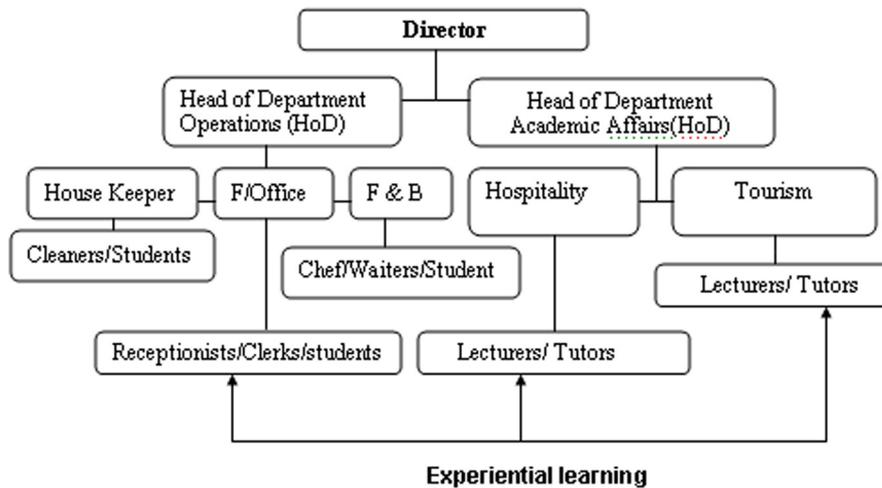 Director
Head of Department
Operations (HoD)
Head of Department
Academic Affairs(HoD)
House Keeper
F/Office
F & B
Hospitality
Tourism
Cleaners/Students
Chef/Waiters/Student
Lecturers/ Tutors
Receptionists/Clerks/students
Lecturers/ Tutors
Experiential learning